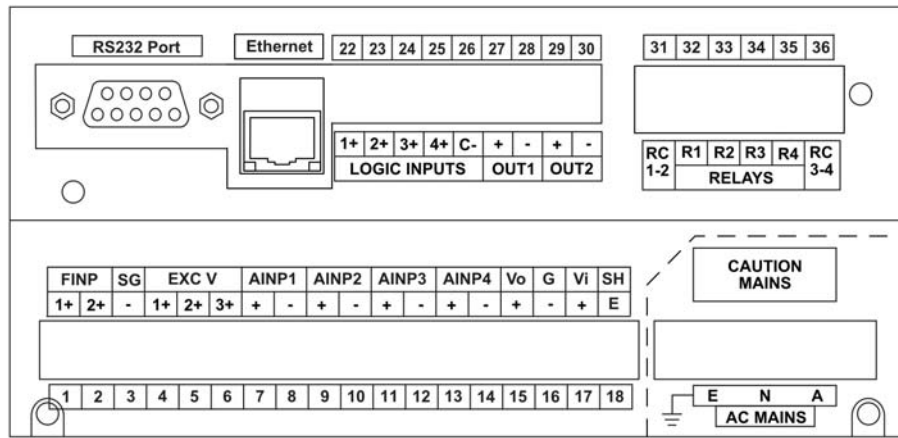 RS232 Port Ethernet 22 23 24 25 26 27 28 29 30 31 32 33 34 35 36
1+ 2+ 3+ 4+ C- + - + - RC 1-2 R1 R2 R3 R4 RC 3-4
LOGIC INPUTS OUT1 OUT2 RELAYS
FINP SG EXC V AINP1 AINP2 AINP3 AINP4 Vo G Vi SH
1+ 2+ - 1+ 2+ 3+ + - + - + - + - + - + E
CAUTION
MAINS
1 2 3 4 5 6 7 8 9 10 11 12 13 14 15 16 17 18
E N A
AC MAINS